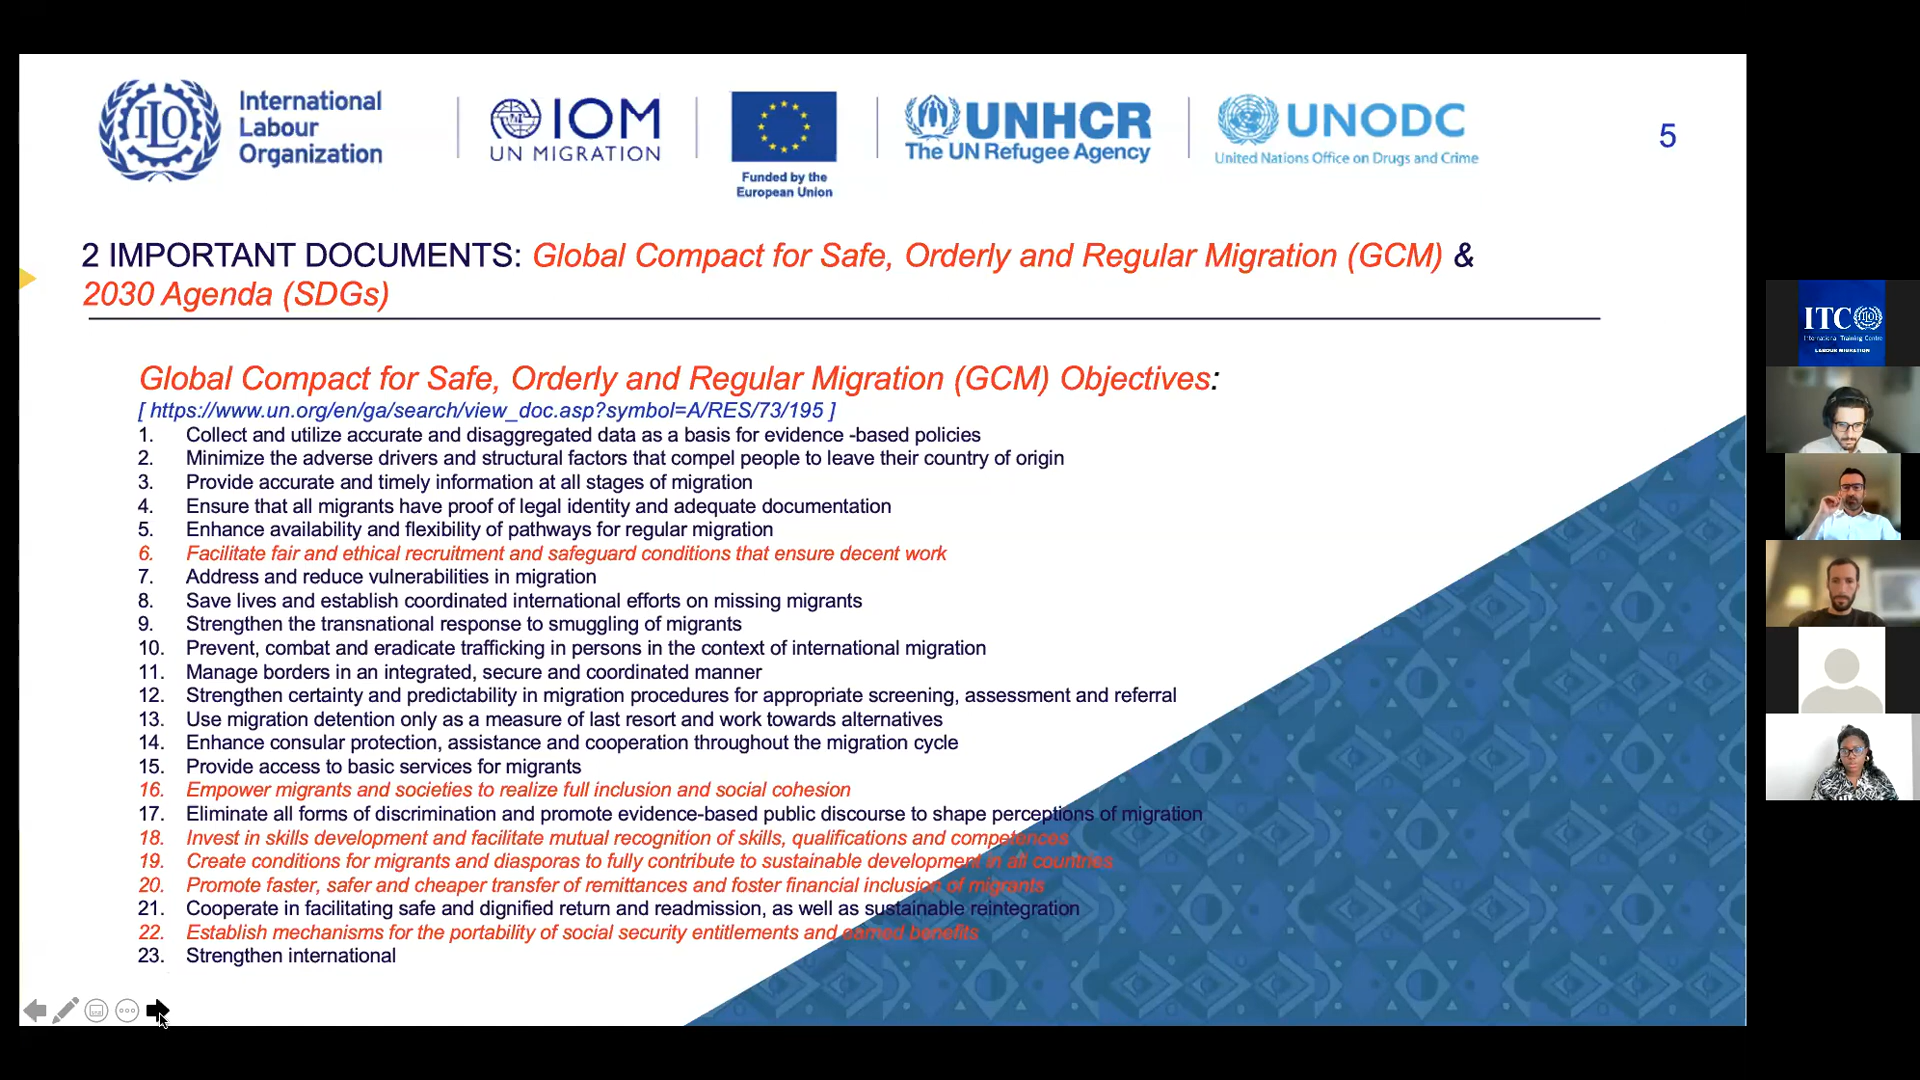 ILO
International
Labour
Organization
IOM
UN MIGRATION
Funded by the
European Union
UNHCR
The UN Refugee Agency
UNODC
United Nations Office on Drugs and Crime
5
2 IMPORTANT DOCUMENTS: Global Compact for Safe, Orderly and Regular Migration (GCM) &
2030 Agenda (SDGs)
Global Compact for Safe, Orderly and Regular Migration (GCM) Objectives:
[ https://www.un.org/en/ga/search/view_doc.asp?symbol=A/RES/73/195 ]
1. Collect and utilize accurate and disaggregated data as a basis for evidence -based policies
2. Minimize the adverse drivers and structural factors that compel people to leave their country of origin
3. Provide accurate and timely information at all stages of migration
4. Ensure that all migrants have proof of legal identity and adequate documentation
5. Enhance availability and flexibility of pathways for regular migration
6. Facilitate fair and ethical recruitment and safeguard conditions that ensure decent work
7. Address and reduce vulnerabilities in migration
8. Save lives and establish coordinated international efforts on missing migrants
9. Strengthen the transnational response to smuggling of migrants
10. Prevent, combat and eradicate trafficking in persons in the context of international migration
11. Manage borders in an integrated, secure and coordinated manner
12. Strengthen certainty and predictability in migration procedures for appropriate screening, assessment and referral
13. Use migration detention only as a measure of last resort and work towards alternatives
14. Enhance consular protection, assistance and cooperation throughout the migration cycle
15. Provide access to basic services for migrants
16. Empower migrants and societies to realize full inclusion and social cohesion
17. Eliminate all forms of discrimination and promote evidence-based public discourse to shape perceptions of migration
18. Invest in skills development and facilitate mutual recognition of skills, qualifications and competences
19. Create conditions for migrants and diasporas to fully contribute to sustainable development in all countries
20. Promote faster, safer and cheaper transfer of remittances and foster financial inclusion of migrants
21. Cooperate in facilitating safe and dignified return and readmission, as well as sustainable reintegration
22. Establish mechanisms for the portability of social security entitlements and earned benefits
23. Strengthen international
ITC
International Training Centre
LABOUR MIGRATION